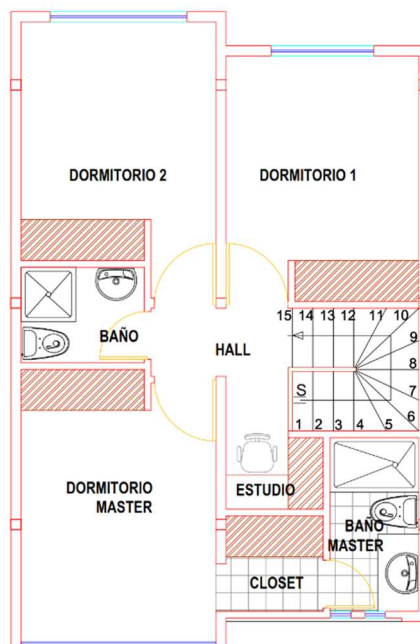 DORMITORIO 2
DORMITORIO 1
15 14 13 12 11 10
9
8
7
6
BAÑO
HALL
S
1 2 3 4 5
DORMITORIO
MASTER
ESTUDIO
BAÑO
MASTER
CLOSET